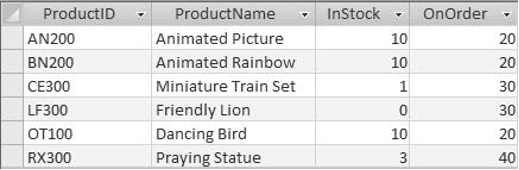 ProductID ProductName InStock OnOrder
AN200 Animated Picture 10 20
BN200 Animated Rainbow 10 20
CE300 Miniature Train Set 1 30
LF300 Friendly Lion 0 30
OT100 Dancing Bird 10 20
RX300 Praying Statue 3 40